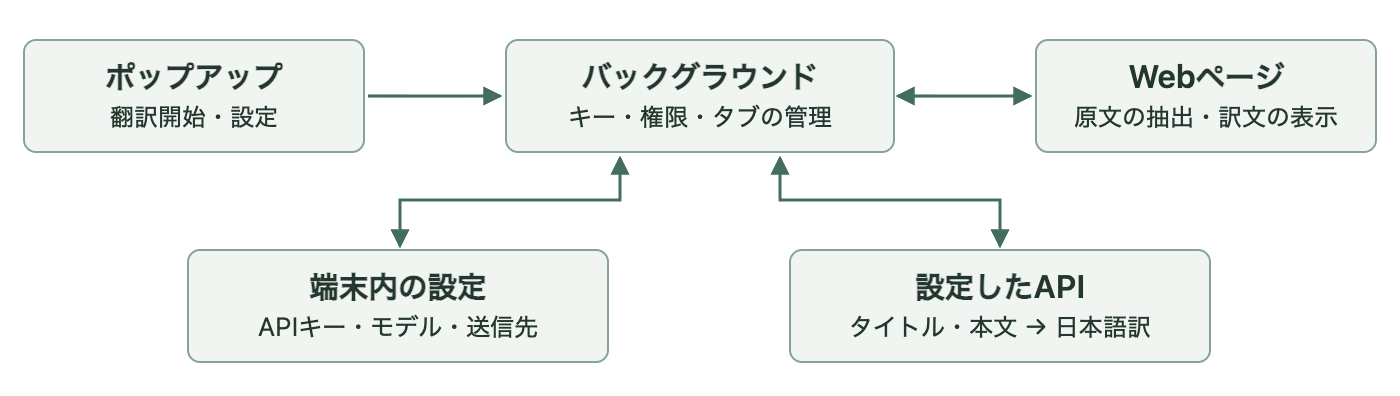 ポップアップ
翻訳開始・設定
バックグラウンド
キー・権限・タブの管理
Webページ
原文の抽出・訳文の表示
端末内の設定
APIキー・モデル・送信先
設定したAPI
タイトル・本文 → 日本語訳